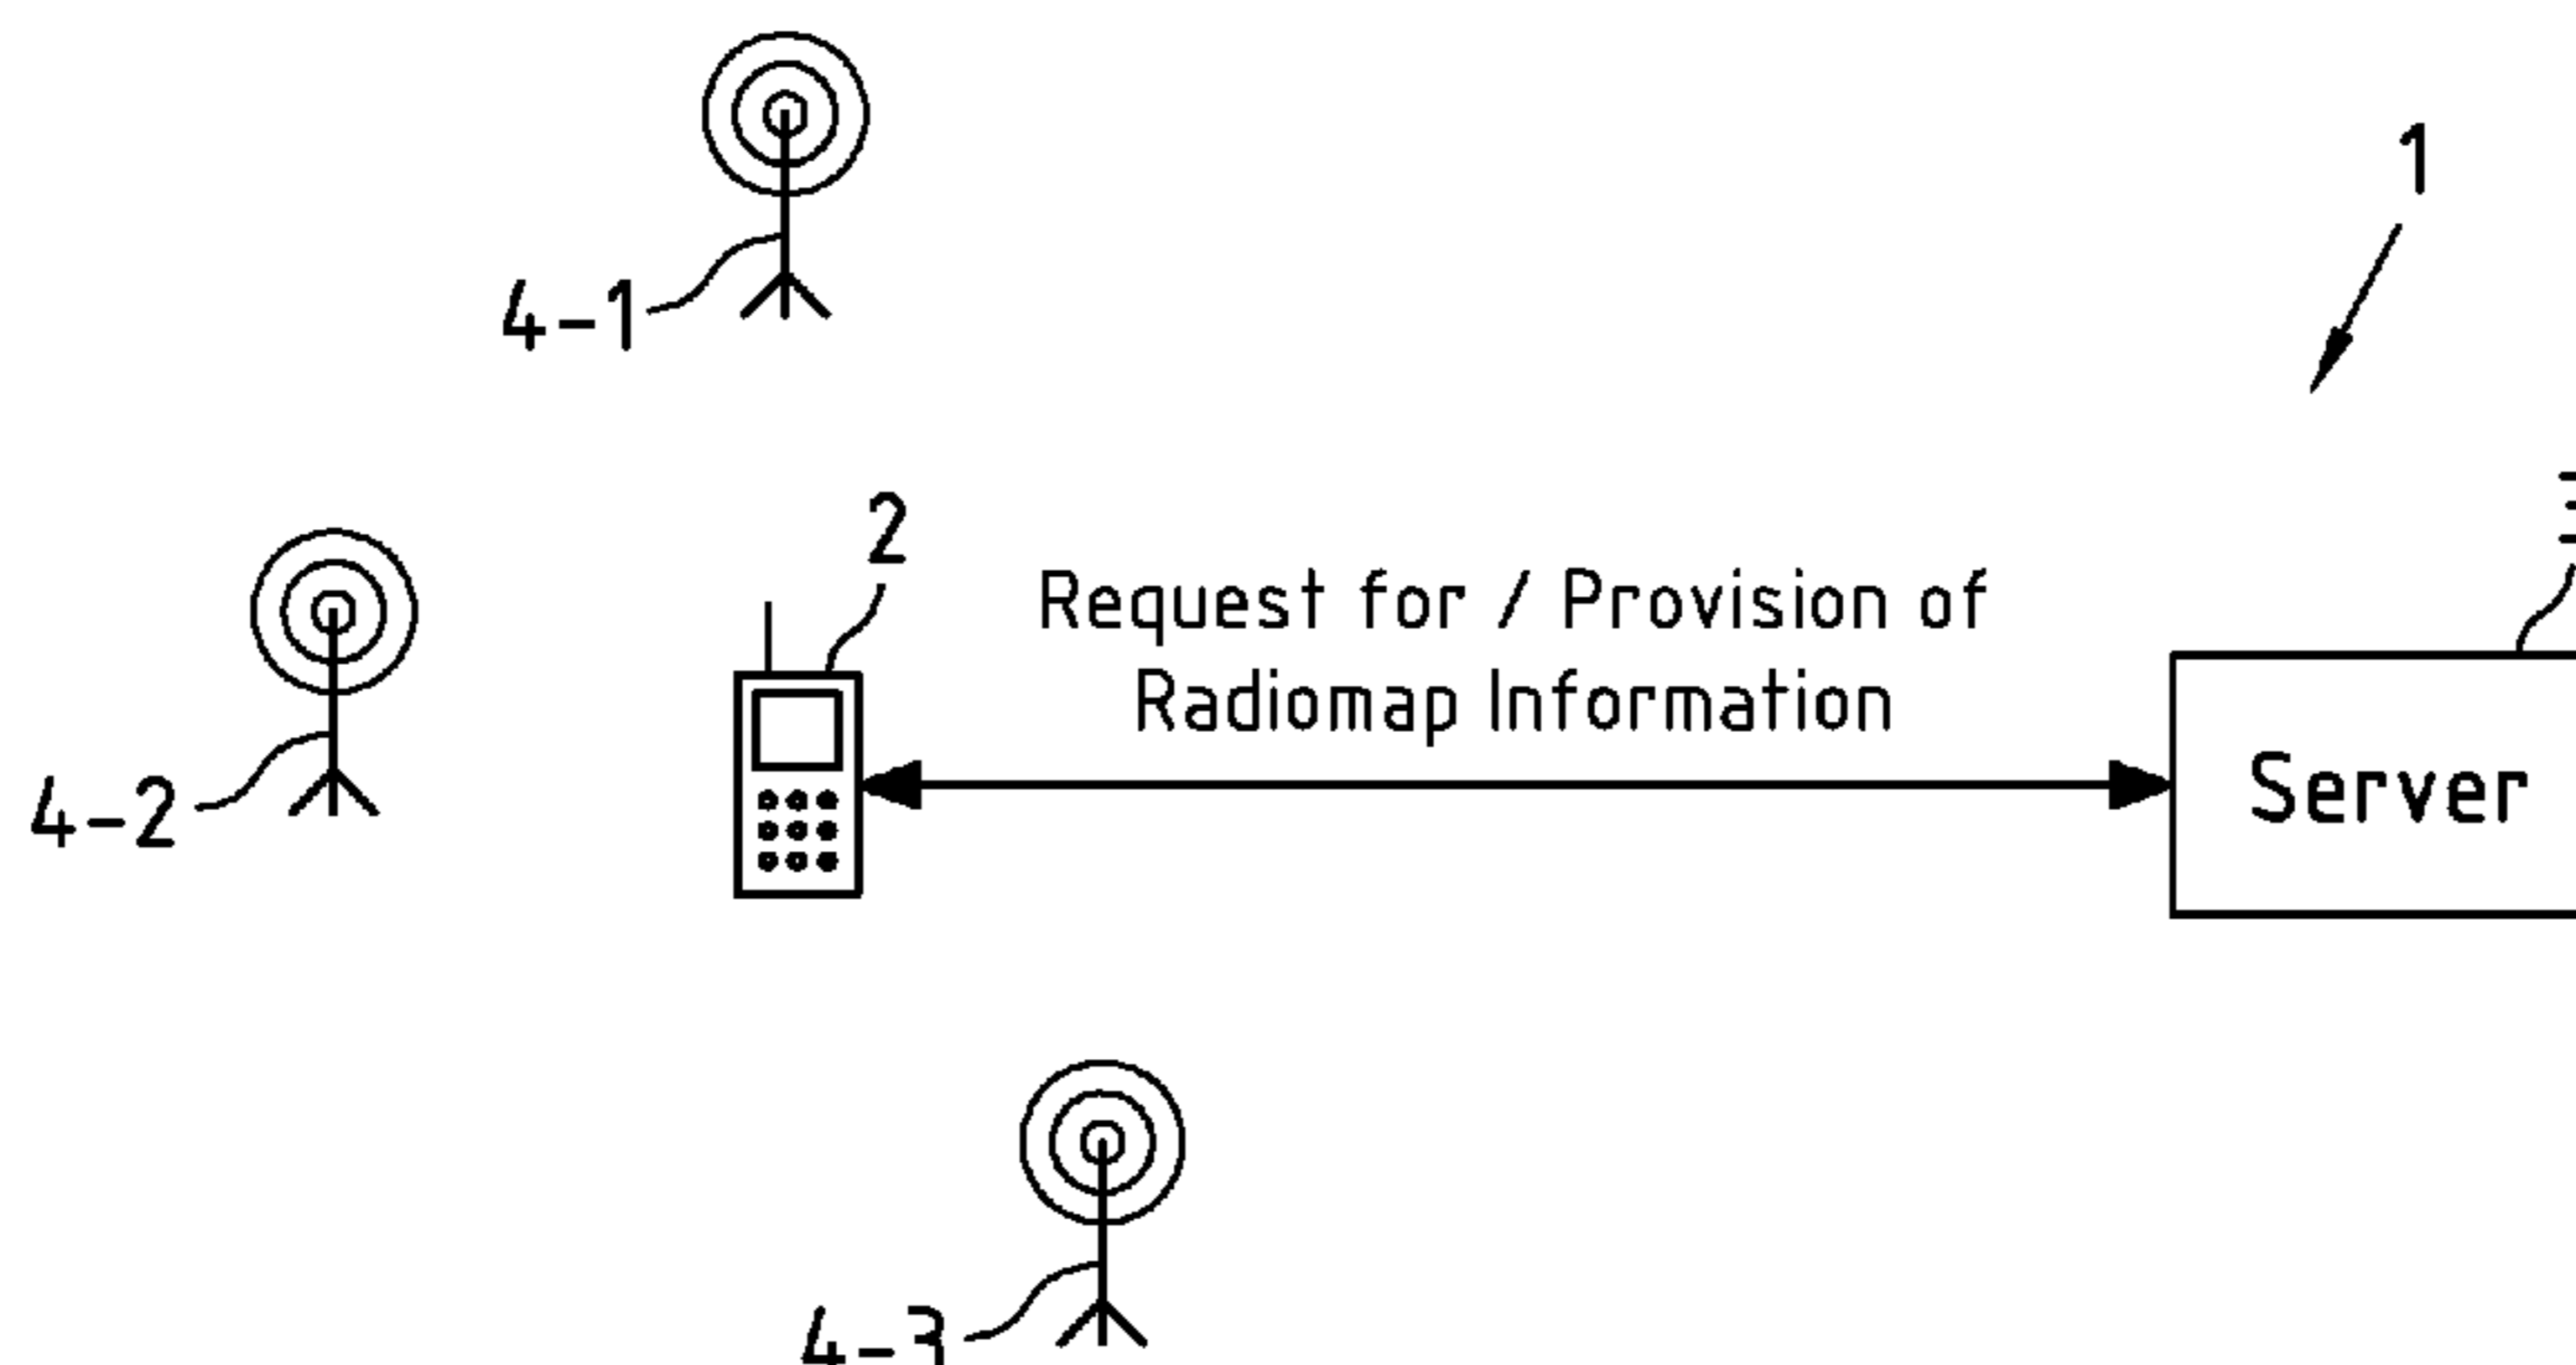 1
4-1
2
Request for / Provision of
Radiomap Information
4-2
Server
4-3